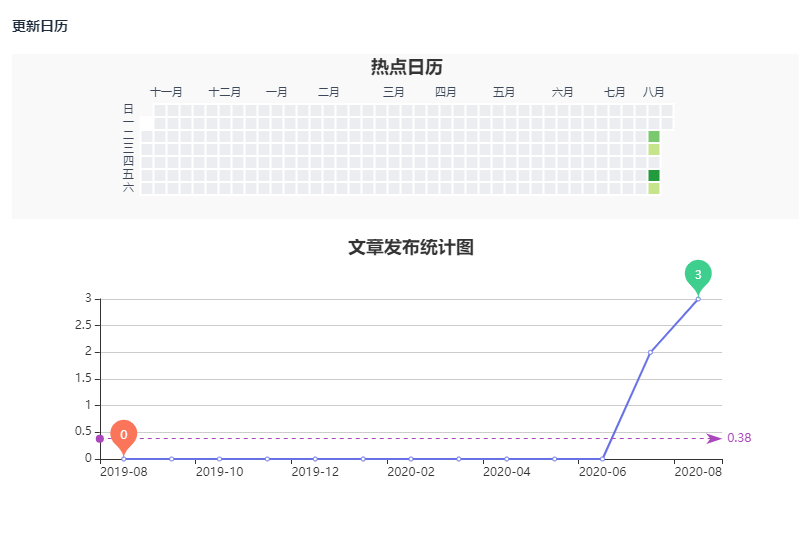 更新日历
热点日历
十一月 十二月 一月 二月 三月 四月 五月 六月 七月 八月
日
一
二
三
四
五
六
文章发布统计图
3
3
2.5
2
1.5
1
0.5
0
0
0.38
2019-08 2019-10 2019-12 2020-02 2020-04 2020-06 2020-08